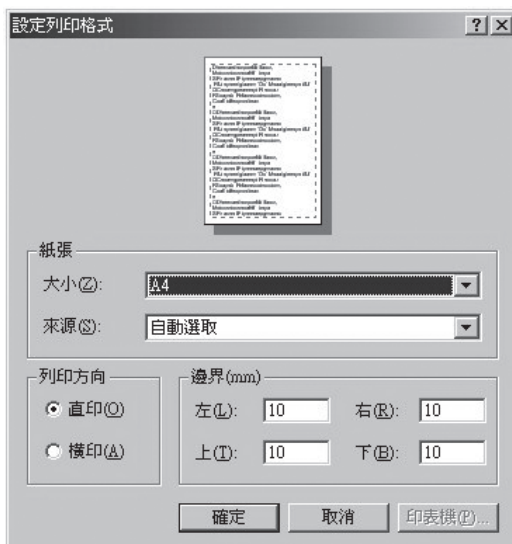 設定列印格式
紙張
大小(Z): A4
來源(S): 自動選取
列印方向
直印(O)
橫印(A)
邊界(mm)
左(L): 10 右(R): 10
上(T): 10 下(B): 10
確定 取消 印表機(P)...